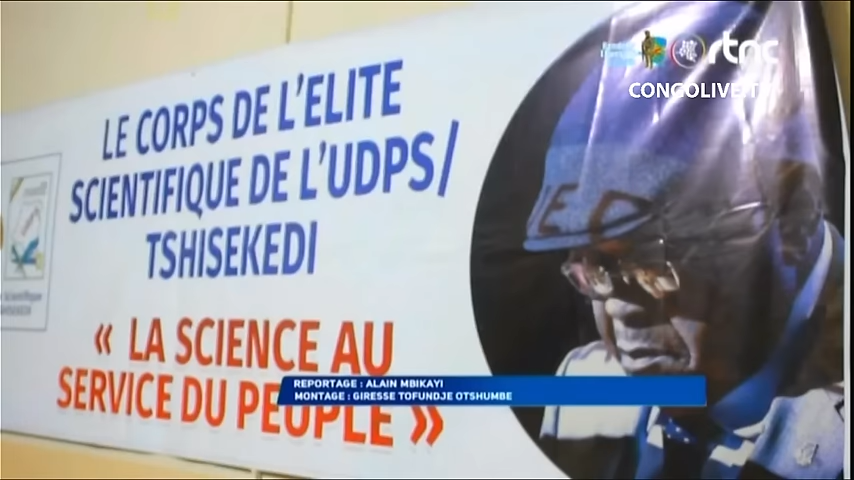 rtnc
CONGOLIVE T
LE CORPS DE L'ELITE
SCIENTIFIQUE DE L'UDPS/
TSHISEKEDI
« LA SCIENCE AU
SERVICE DU PEUPLE »
REPORTAGE : ALAIN MBIKAYI
MONTAGE : GIRESSE TOFUNDJE OTSHUMBE